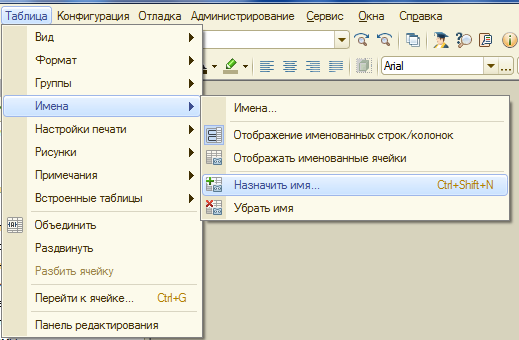 Таблица Конфигурация Отладка Администрирование Сервис Окна Справка
Arial
Вид
Формат
Группы
Имена
Настройки печати
Рисунки
Примечания
Встроенные таблицы
Объединить
Раздвинуть
Разбить ячейку
Перейти к ячейке... Ctrl+G
Панель редактирования
Имена...
Отображение именованных строк/колонок
Отображать именованные ячейки
Назначить имя... Ctrl+Shift+N
Убрать имя